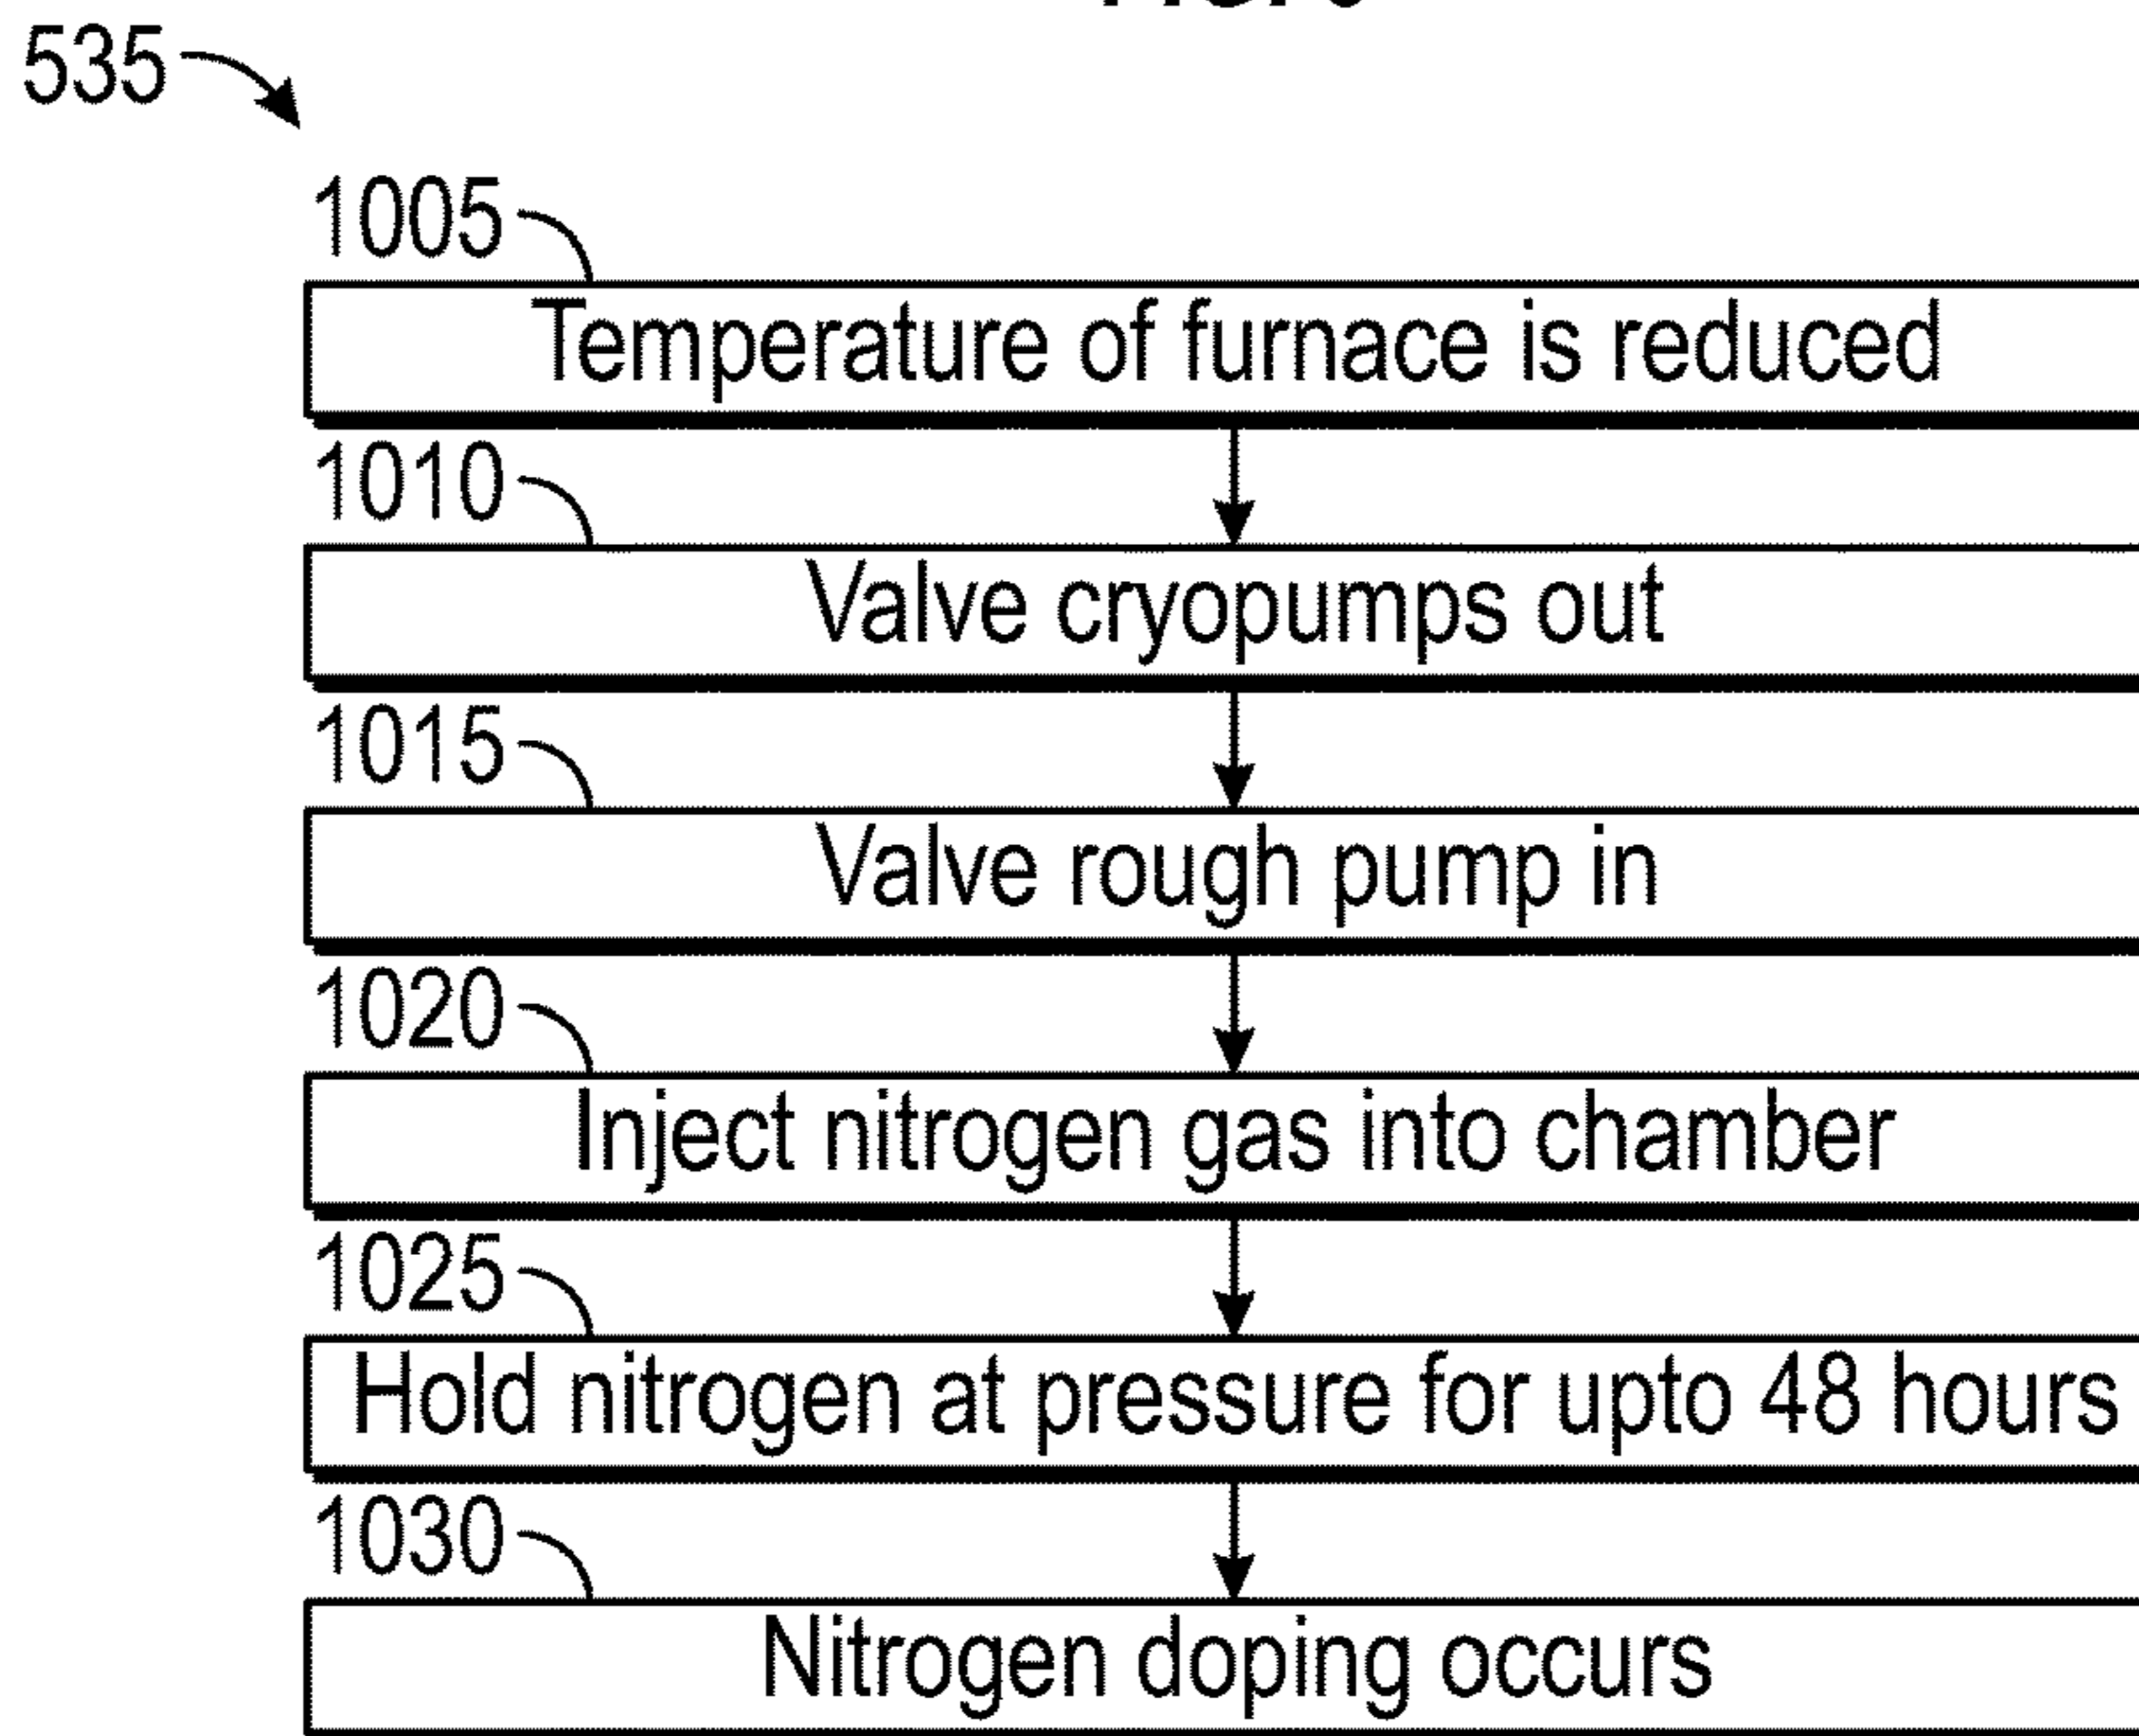 535
1005
Temperature of furnace is reduced
1010
Valve cryopumps out
1015
Valve rough pump in
1020
Inject nitrogen gas into chamber
1025
Hold nitrogen at pressure for upto 48 hours
1030
Nitrogen doping occurs